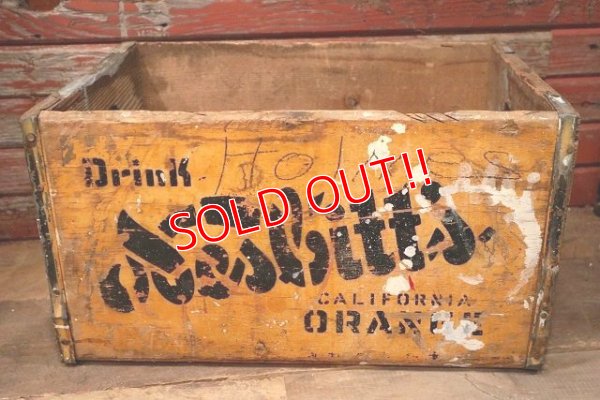 Drink
Nesbitt's
CALIFORNIA
ORANGE
SOLD OUT!!